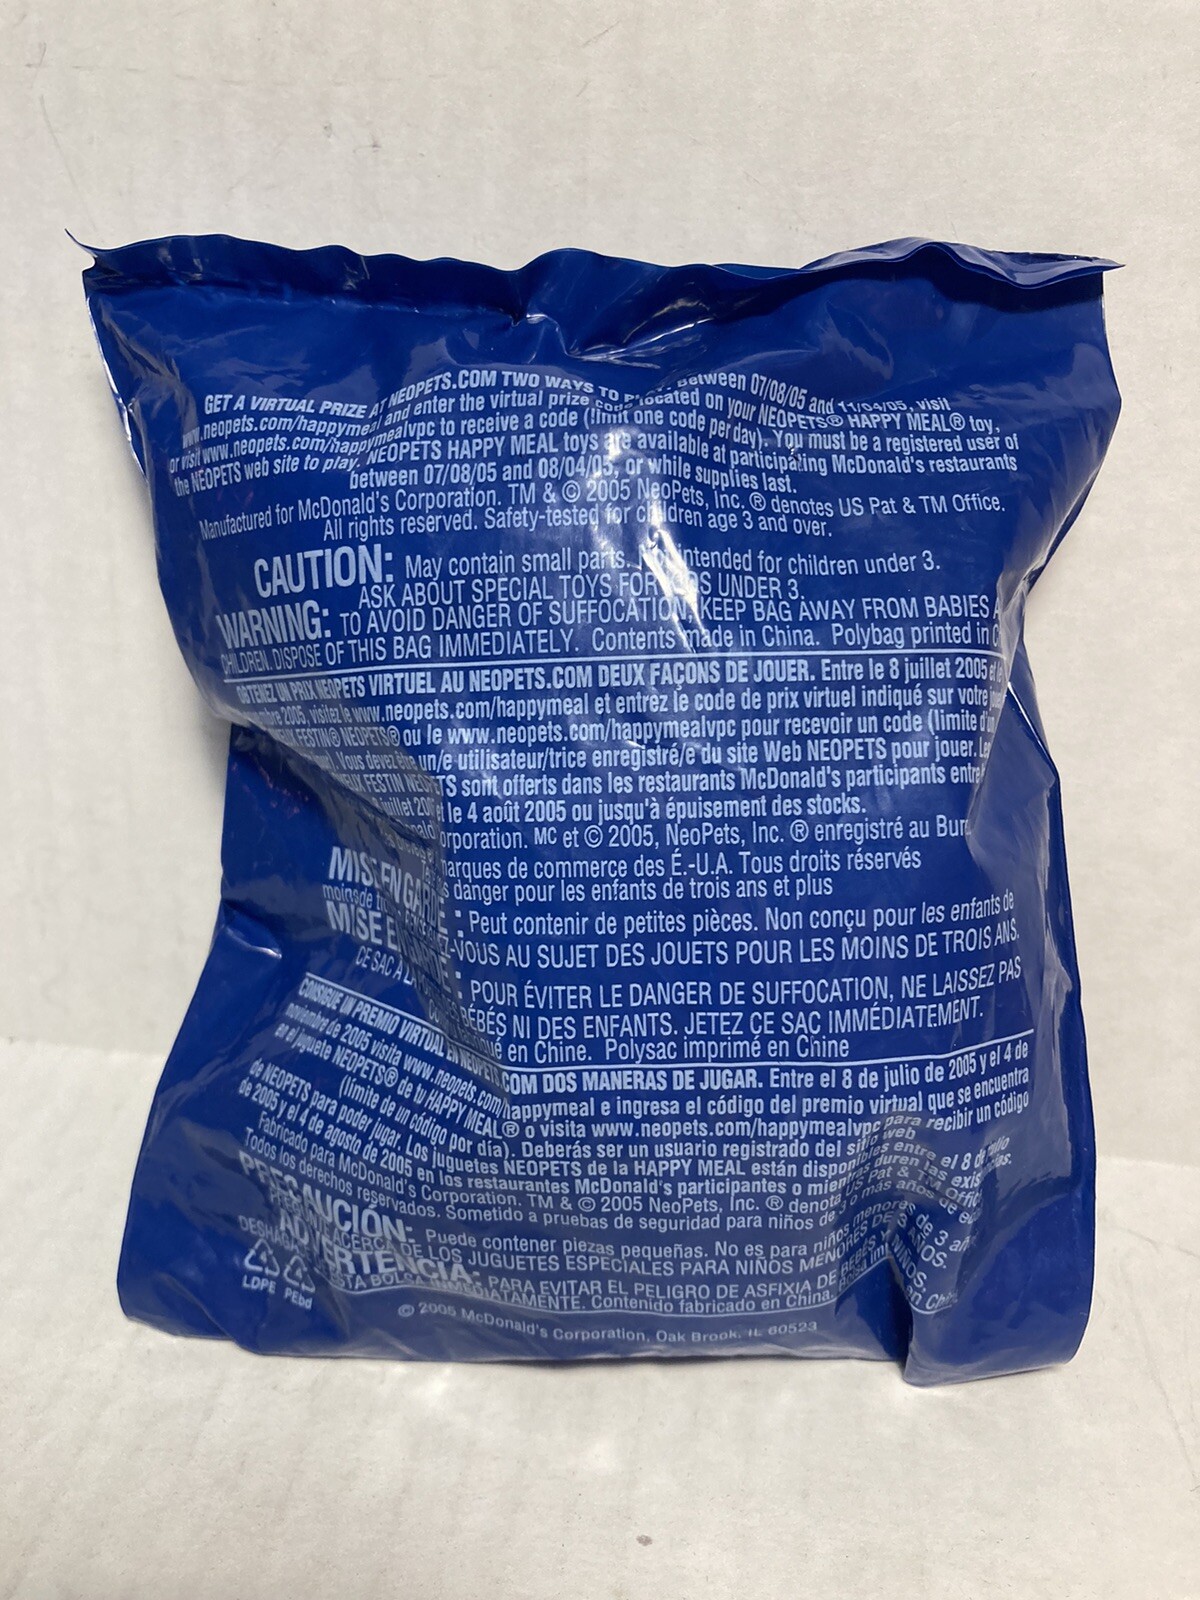 GET A VIRTUAL PRIZE AT NEOPETS.COM TWO WAYS TO Between 07/08/05 and 11/04/05, visit
www.neopets.com/happymeal and enter the virtual prize code located on your NEOPETS® HAPPY MEAL® toy,
or visit www.neopets.com/happymealvpc to receive a code (limit one code per day). You must be a registered user of
the NEOPETS web site to play. NEOPETS HAPPY MEAL toys are available at participating McDonald's restaurants
between 07/08/05 and 08/04/05, or while supplies last.
Manufactured for McDonald's Corporation. TM & © 2005 NeoPets, Inc. ® denotes US Pat & TM Office.
All rights reserved. Safety-tested for children age 3 and over.
CAUTION: May contain small parts. intended for children under 3.
ASK ABOUT SPECIAL TOYS FOR UNDER 3.
WARNING: TO AVOID DANGER OF SUFFOCATION, KEEP BAG AWAY FROM BABIES
CHILDREN. DISPOSE OF THIS BAG IMMEDIATELY. Contents made in China. Polybag printed in
OBTENEZ UN PRIX NEOPETS VIRTUEL AU NEOPETS.COM DEUX FAÇONS DE JOUER. Entre le 8 juillet 2005 et le
2005, visitez le www.neopets.com/happymeal et entrez le code de prix virtuel indiqué sur votre
FESTIN® NEOPETS® ou le www.neopets.com/happymealvpc pour recevoir un code (limite d'un
Vous devez être un/e utilisateur/trice enregistré/e du site Web NEOPETS pour jouer. Les
FESTIN sont offerts dans les restaurants McDonald's participants entre
juillet et le 4 août 2005 ou jusqu'à épuisement des stocks.
MC et © 2005, NeoPets, Inc. ® enregistré au
marques de commerce des É.-U.A. Tous droits réservés
danger pour les enfants de trois ans et plus
MISE EN GARDE : Peut contenir de petites pièces. Non conçu pour les enfants de
moins de AU SUJET DES JOUETS POUR LES MOINS DE TROIS ANS.
MISE EN GARDE : POUR ÉVITER LE DANGER DE SUFFOCATION, NE LAISSEZ PAS
CE SAC À LA BÉBÉS NI DES ENFANTS. JETEZ CE SAC IMMÉDIATEMENT.
en Chine. Polysac imprimé en Chine
CONSIGUE UN PREMIO VIRTUAL EN NEOPETS.COM DOS MANERAS DE JUGAR. Entre el 8 de julio de 2005 y el 4 de
noviembre de 2005 visita www.neopets.com/happymeal e ingresa el código del premio virtual que se encuentra
en el juguete NEOPETS® de tu HAPPY MEAL® o visita www.neopets.com/happymealvpc para recibir un código
(límite de un código por día). Deberás ser un usuario registrado del sitio web
de NEOPETS para poder jugar. Los juguetes NEOPETS de la HAPPY MEAL están disponibles entre el 8 de julio
de 2005 y el 4 de agosto de 2005 en los restaurantes McDonald's participantes o mientras duren las
Fabricado para McDonald's Corporation. TM & © 2005 NeoPets, Inc. ® denota US Pat & TM Office
Todos los derechos reservados. Sometido a pruebas de seguridad para niños de 3 o más años de
PRECAUCIÓN: Puede contener piezas pequeñas. No es para niños menores de 3
ACERCA DE LOS JUGUETES ESPECIALES PARA NIÑOS MENORES DE 3 AÑOS.
ADVERTENCIA: PARA EVITAR EL PELIGRO DE ASFIXIA DE BEBÉS Y NIÑOS,
ESTA BOLSA INMEDIATAMENTE. Contenido fabricado en China.
LDPE PEbd
© 2005 McDonald's Corporation, Oak Brook, IL 60523